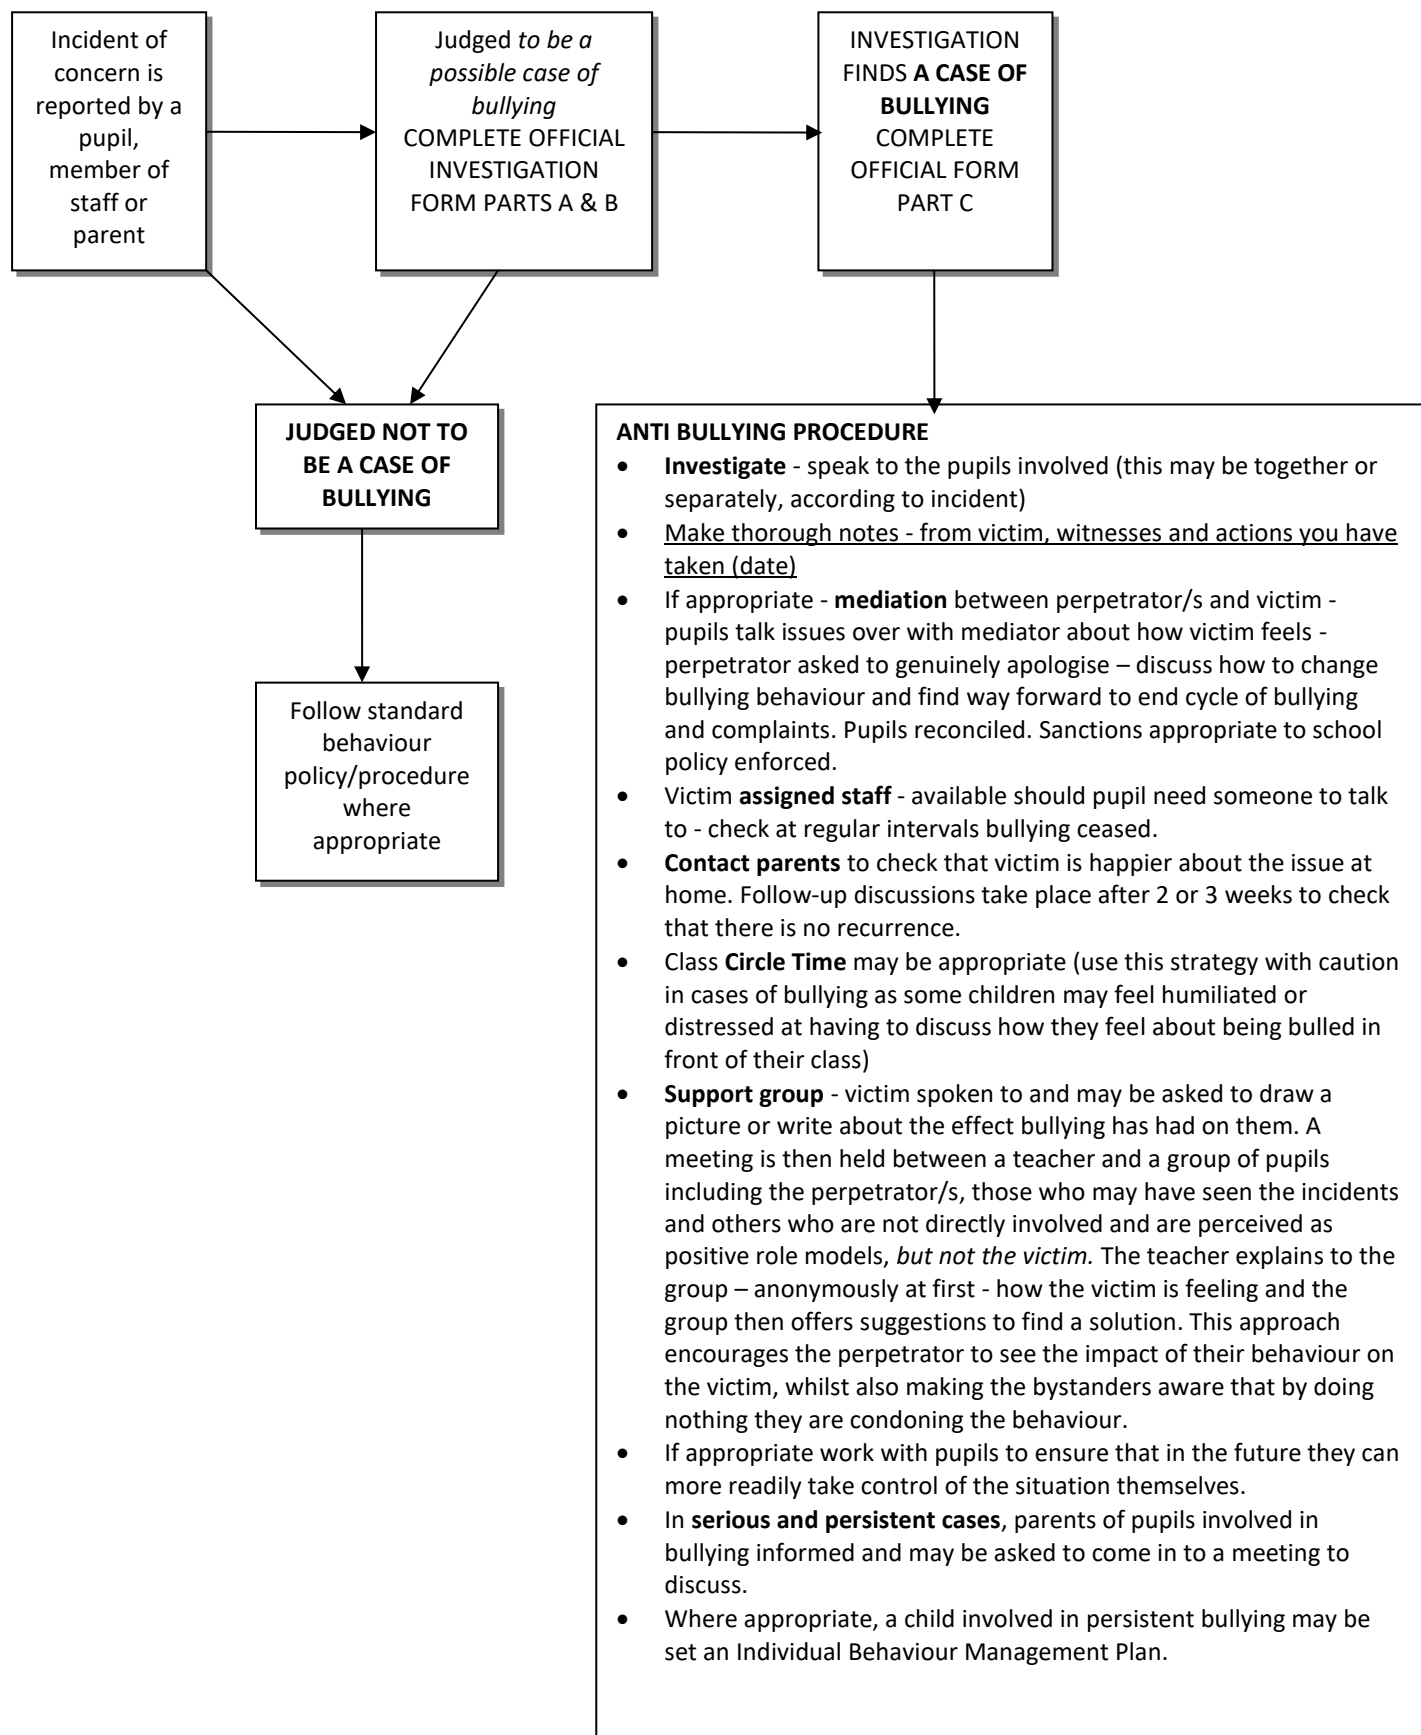 Incident of
concern is
reported by a
pupil,
member of
staff or
parent
Judged to be a
possible case of
bullying
COMPLETE OFFICIAL
INVESTIGATION
FORM PARTS A & B
INVESTIGATION
FINDS A CASE OF
BULLYING
COMPLETE
OFFICIAL FORM
PART C
JUDGED NOT TO
BE A CASE OF
BULLYING
Follow standard
behaviour
policy/procedure
where
appropriate
ANTI BULLYING PROCEDURE
• Investigate - speak to the pupils involved (this may be together or
separately, according to incident)
• Make thorough notes - from victim, witnesses and actions you have
taken (date)
• If appropriate - mediation between perpetrator/s and victim -
pupils talk issues over with mediator about how victim feels -
perpetrator asked to genuinely apologise – discuss how to change
bullying behaviour and find way forward to end cycle of bullying
and complaints. Pupils reconciled. Sanctions appropriate to school
policy enforced.
• Victim assigned staff - available should pupil need someone to talk
to - check at regular intervals bullying ceased.
• Contact parents to check that victim is happier about the issue at
home. Follow-up discussions take place after 2 or 3 weeks to check
that there is no recurrence.
• Class Circle Time may be appropriate (use this strategy with caution
in cases of bullying as some children may feel humiliated or
distressed at having to discuss how they feel about being bulled in
front of their class)
• Support group - victim spoken to and may be asked to draw a
picture or write about the effect bullying has had on them. A
meeting is then held between a teacher and a group of pupils
including the perpetrator/s, those who may have seen the incidents
and others who are not directly involved and are perceived as
positive role models, but not the victim. The teacher explains to the
group – anonymously at first - how the victim is feeling and the
group then offers suggestions to find a solution. This approach
encourages the perpetrator to see the impact of their behaviour on
the victim, whilst also making the bystanders aware that by doing
nothing they are condoning the behaviour.
• If appropriate work with pupils to ensure that in the future they can
more readily take control of the situation themselves.
• In serious and persistent cases, parents of pupils involved in
bullying informed and may be asked to come in to a meeting to
discuss.
• Where appropriate, a child involved in persistent bullying may be
set an Individual Behaviour Management Plan.